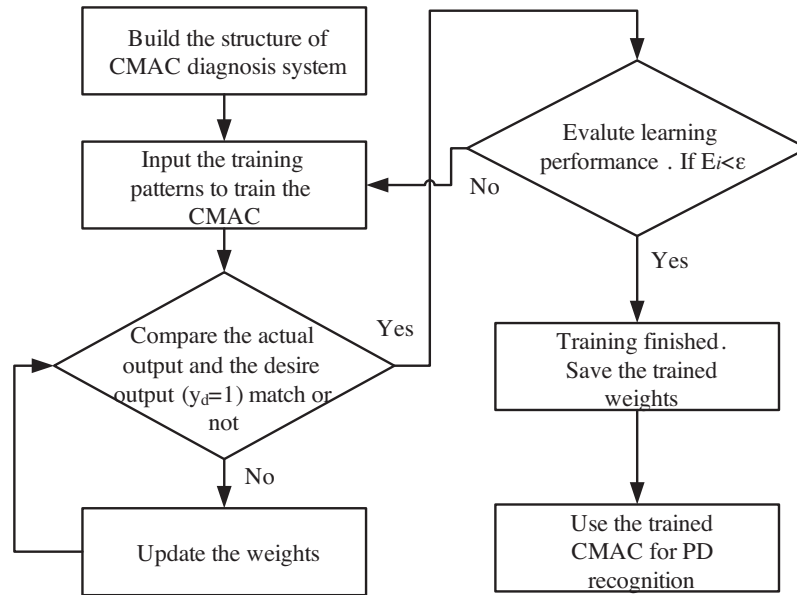 Build the structure of
CMAC diagnosis system
Input the training
patterns to train the
CMAC
Compare the actual
output and the desire
output (y_d=1) match or
not
Yes
No
Update the weights
Evalute learning
performance . If Ei<ε
No
Yes
Training finished.
Save the trained
weights
Use the trained
CMAC for PD
recognition